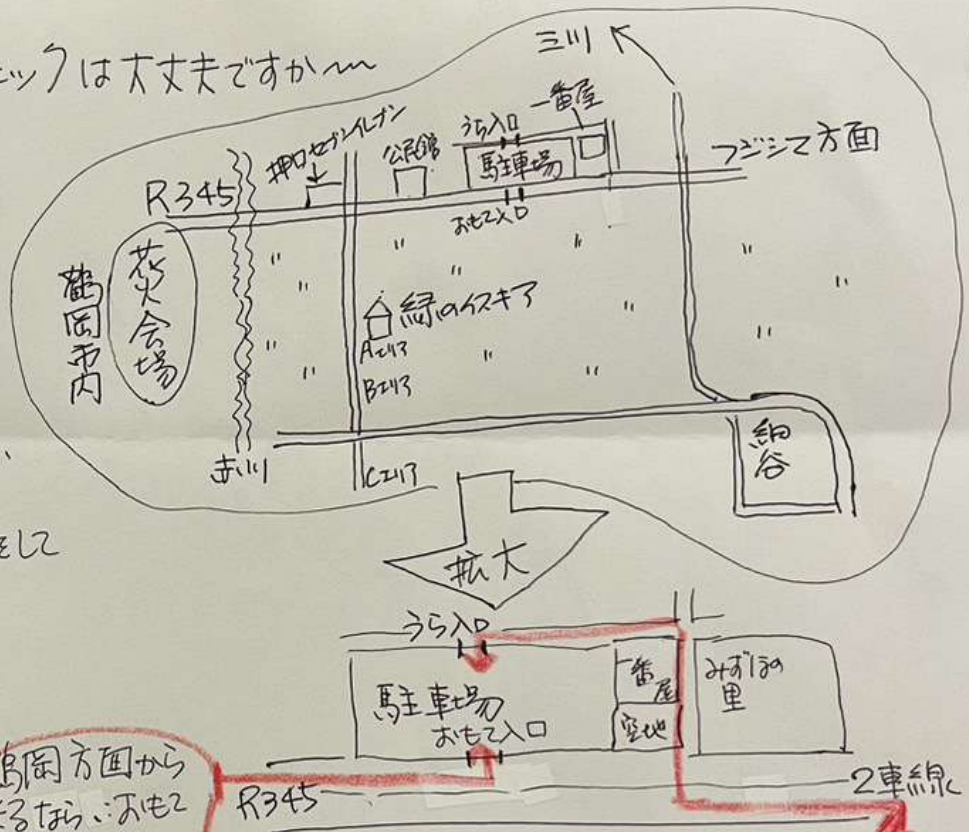 ェックは大丈夫ですか〜
三川
一番屋
うら入口
公民館
押口セブンイレブン
駐車場
フジシマ方面
R345
おもて入口
花火会場
鶴岡市内
緑のイスキア
Aエリア
Bエリア
赤川
Cエリア
細谷
をして
拡大
うら入口
駐車場
一番屋
みずほの
里
おもて入口
空地
鶴岡方面から
来るなら∴おもて
R345
2車線